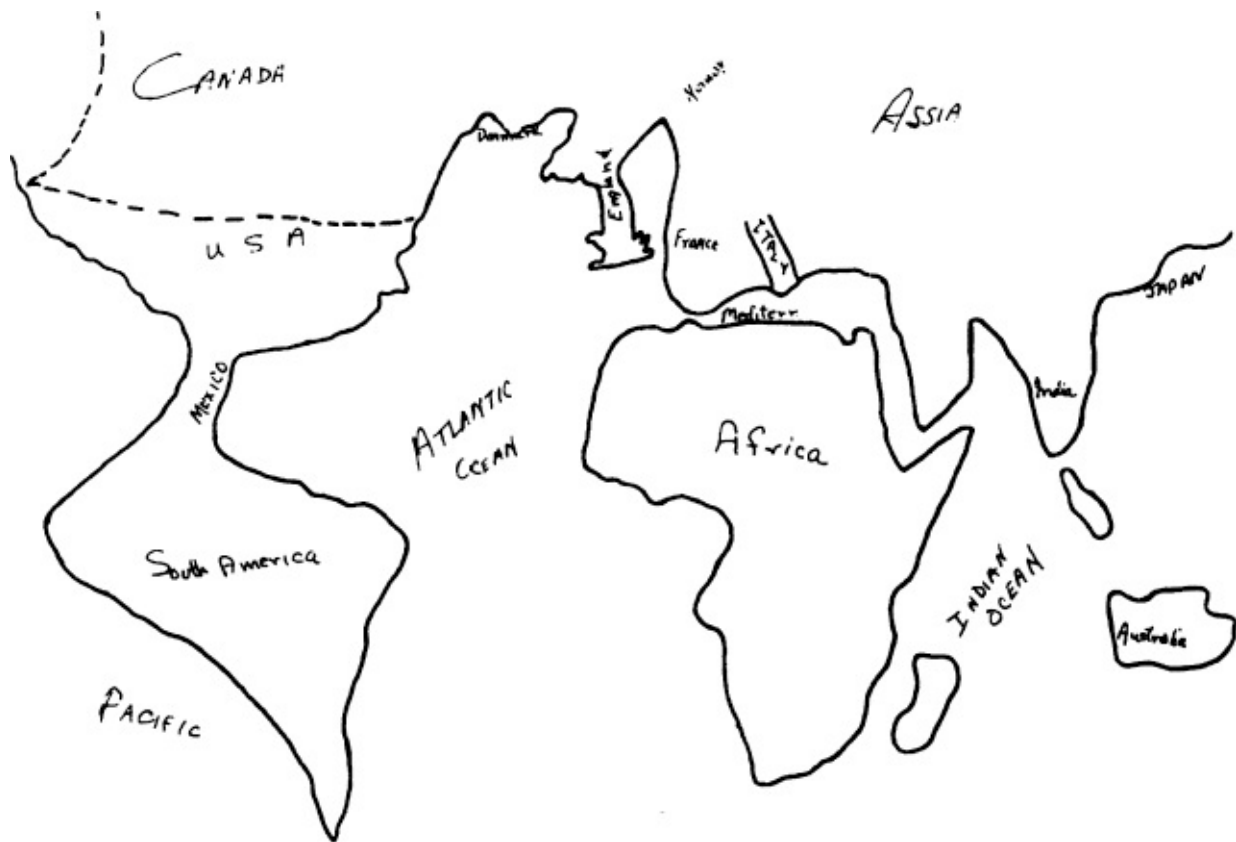 CANADA
USA
MEXICO
South America
PACIFIC
ATLANTIC
OCEAN
England
France
ITALY
Mediterr
Africa
ASSIA
JAPAN
India
INDIAN
OCEAN
Australia